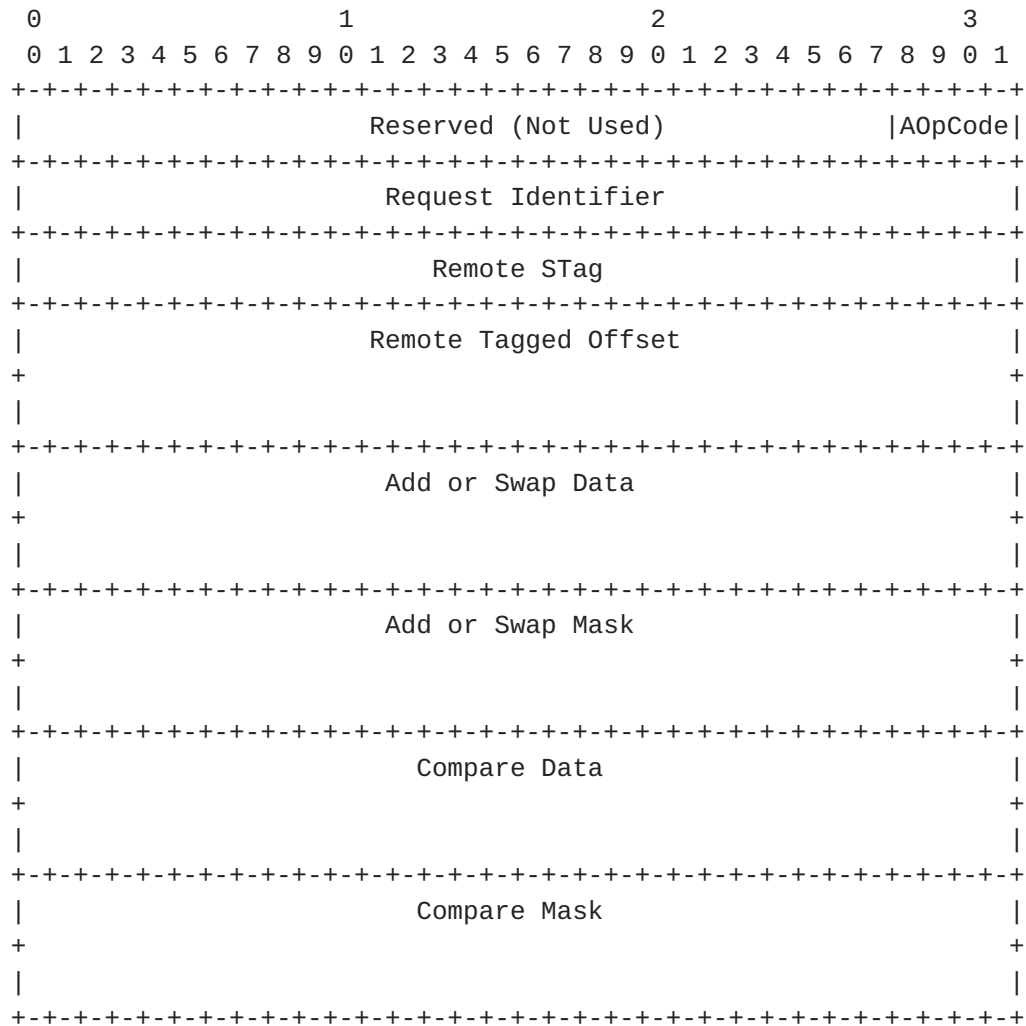 0                   1                   2                   3
 0 1 2 3 4 5 6 7 8 9 0 1 2 3 4 5 6 7 8 9 0 1 2 3 4 5 6 7 8 9 0 1
+-+-+-+-+-+-+-+-+-+-+-+-+-+-+-+-+-+-+-+-+-+-+-+-+-+-+-+-+-+-+-+-+
|                      Reserved (Not Used)              |AOpCode|
+-+-+-+-+-+-+-+-+-+-+-+-+-+-+-+-+-+-+-+-+-+-+-+-+-+-+-+-+-+-+-+-+
|                       Request Identifier                      |
+-+-+-+-+-+-+-+-+-+-+-+-+-+-+-+-+-+-+-+-+-+-+-+-+-+-+-+-+-+-+-+-+
|                          Remote STag                          |
+-+-+-+-+-+-+-+-+-+-+-+-+-+-+-+-+-+-+-+-+-+-+-+-+-+-+-+-+-+-+-+-+
|                      Remote Tagged Offset                     |
+                                                               +
|                                                               |
+-+-+-+-+-+-+-+-+-+-+-+-+-+-+-+-+-+-+-+-+-+-+-+-+-+-+-+-+-+-+-+-+
|                       Add or Swap Data                        |
+                                                               +
|                                                               |
+-+-+-+-+-+-+-+-+-+-+-+-+-+-+-+-+-+-+-+-+-+-+-+-+-+-+-+-+-+-+-+-+
|                       Add or Swap Mask                        |
+                                                               +
|                                                               |
+-+-+-+-+-+-+-+-+-+-+-+-+-+-+-+-+-+-+-+-+-+-+-+-+-+-+-+-+-+-+-+-+
|                         Compare Data                          |
+                                                               +
|                                                               |
+-+-+-+-+-+-+-+-+-+-+-+-+-+-+-+-+-+-+-+-+-+-+-+-+-+-+-+-+-+-+-+-+
|                         Compare Mask                          |
+                                                               +
|                                                               |
+-+-+-+-+-+-+-+-+-+-+-+-+-+-+-+-+-+-+-+-+-+-+-+-+-+-+-+-+-+-+-+-+